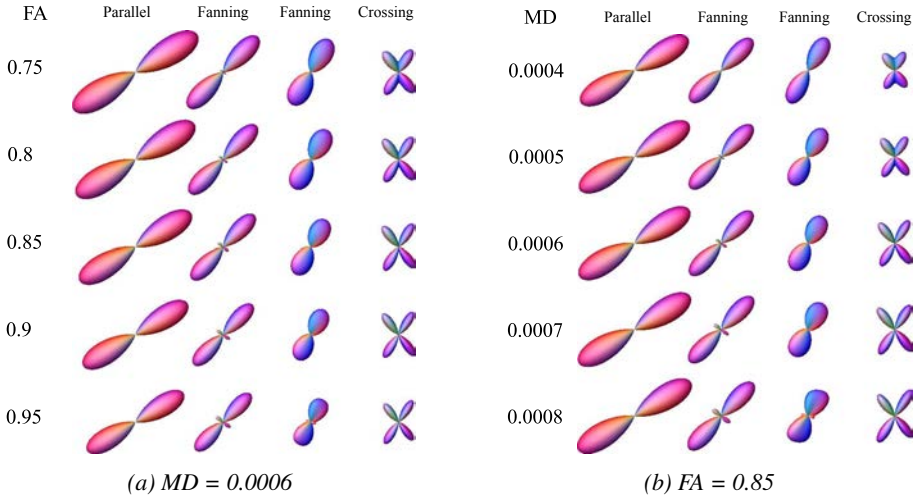 FA Parallel Fanning Fanning Crossing
0.75
0.8
0.85
0.9
0.95
(a) MD = 0.0006
MD Parallel Fanning Fanning Crossing
0.0004
0.0005
0.0006
0.0007
0.0008
(b) FA = 0.85